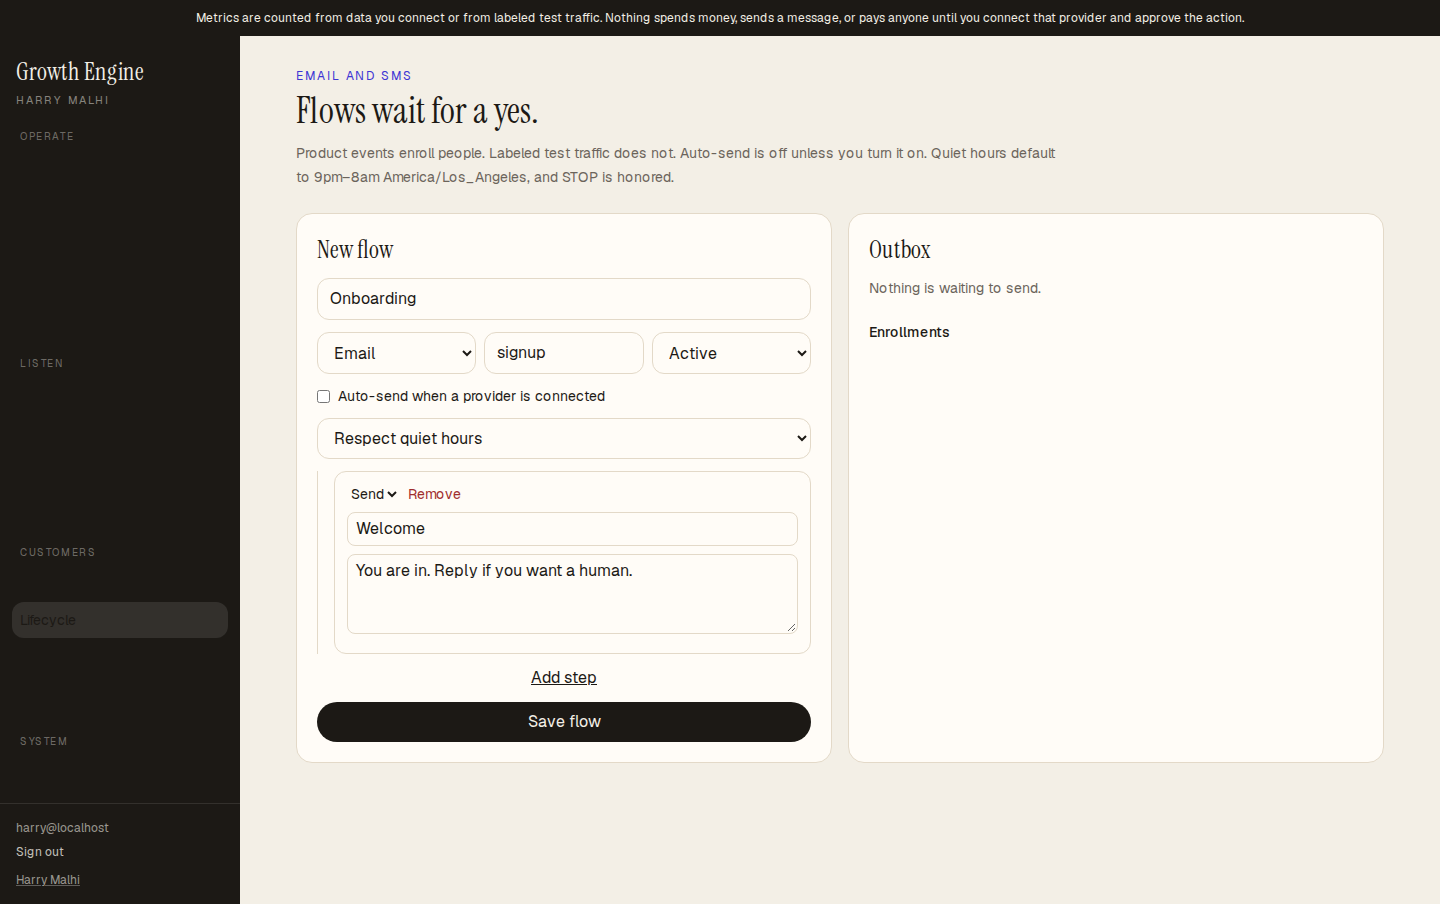 Metrics are counted from data you connect or from labeled test traffic. Nothing spends money, sends a message, or pays anyone until you connect that provider and approve the action.
Growth Engine
HARRY MALHI
OPERATE
LISTEN
CUSTOMERS
Lifecycle
SYSTEM
harry@localhost
Sign out
Harry Malhi
EMAIL AND SMS
Flows wait for a yes.
Product events enroll people. Labeled test traffic does not. Auto-send is off unless you turn it on. Quiet hours default
to 9pm–8am America/Los_Angeles, and STOP is honored.
New flow
Onboarding
Email
signup
Active
Auto-send when a provider is connected
Respect quiet hours
Send
Remove
Welcome
You are in. Reply if you want a human.
Add step
Save flow
Outbox
Nothing is waiting to send.
Enrollments